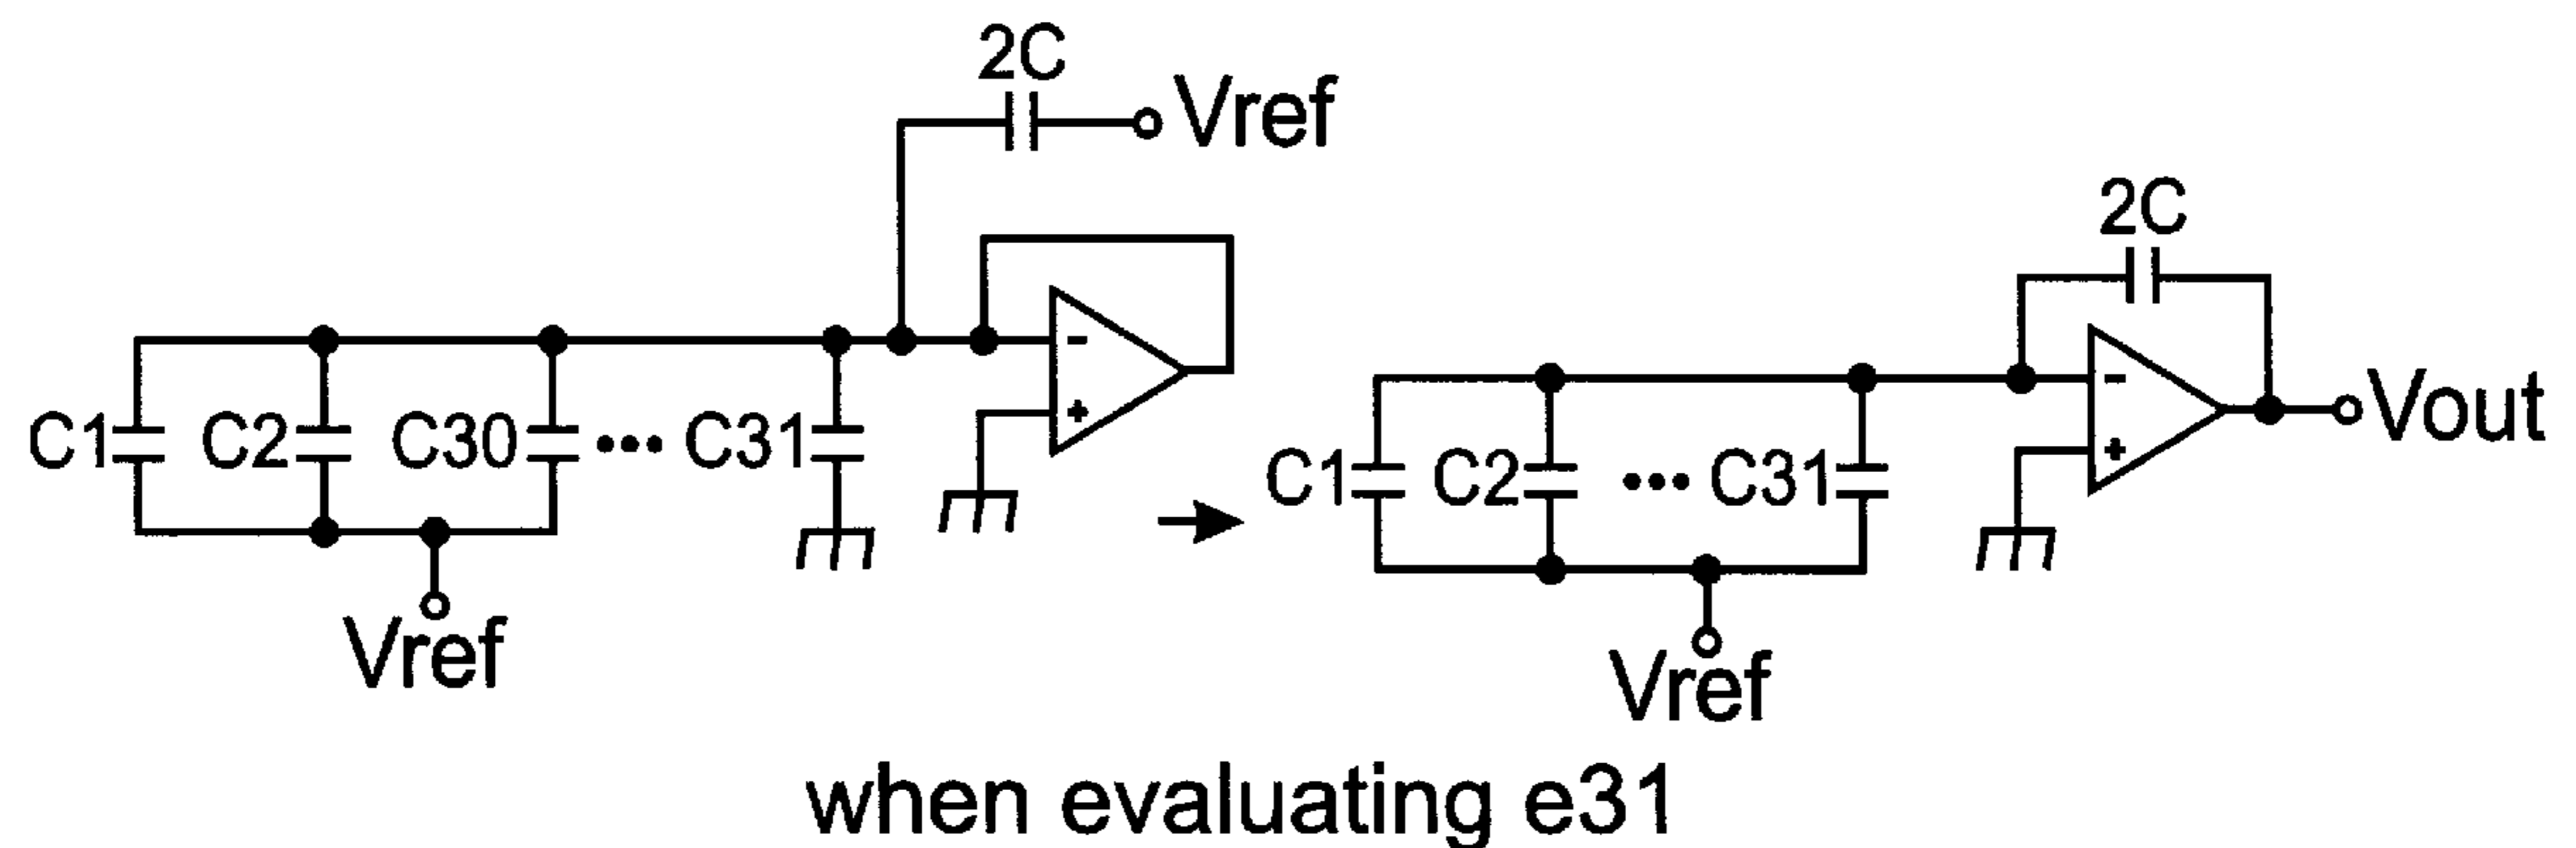 2C
Vref
C1
C2
C30
•••
C31
-
+
Vref
2C
C1
C2
•••
C31
-
+
Vout
Vref
when evaluating e31